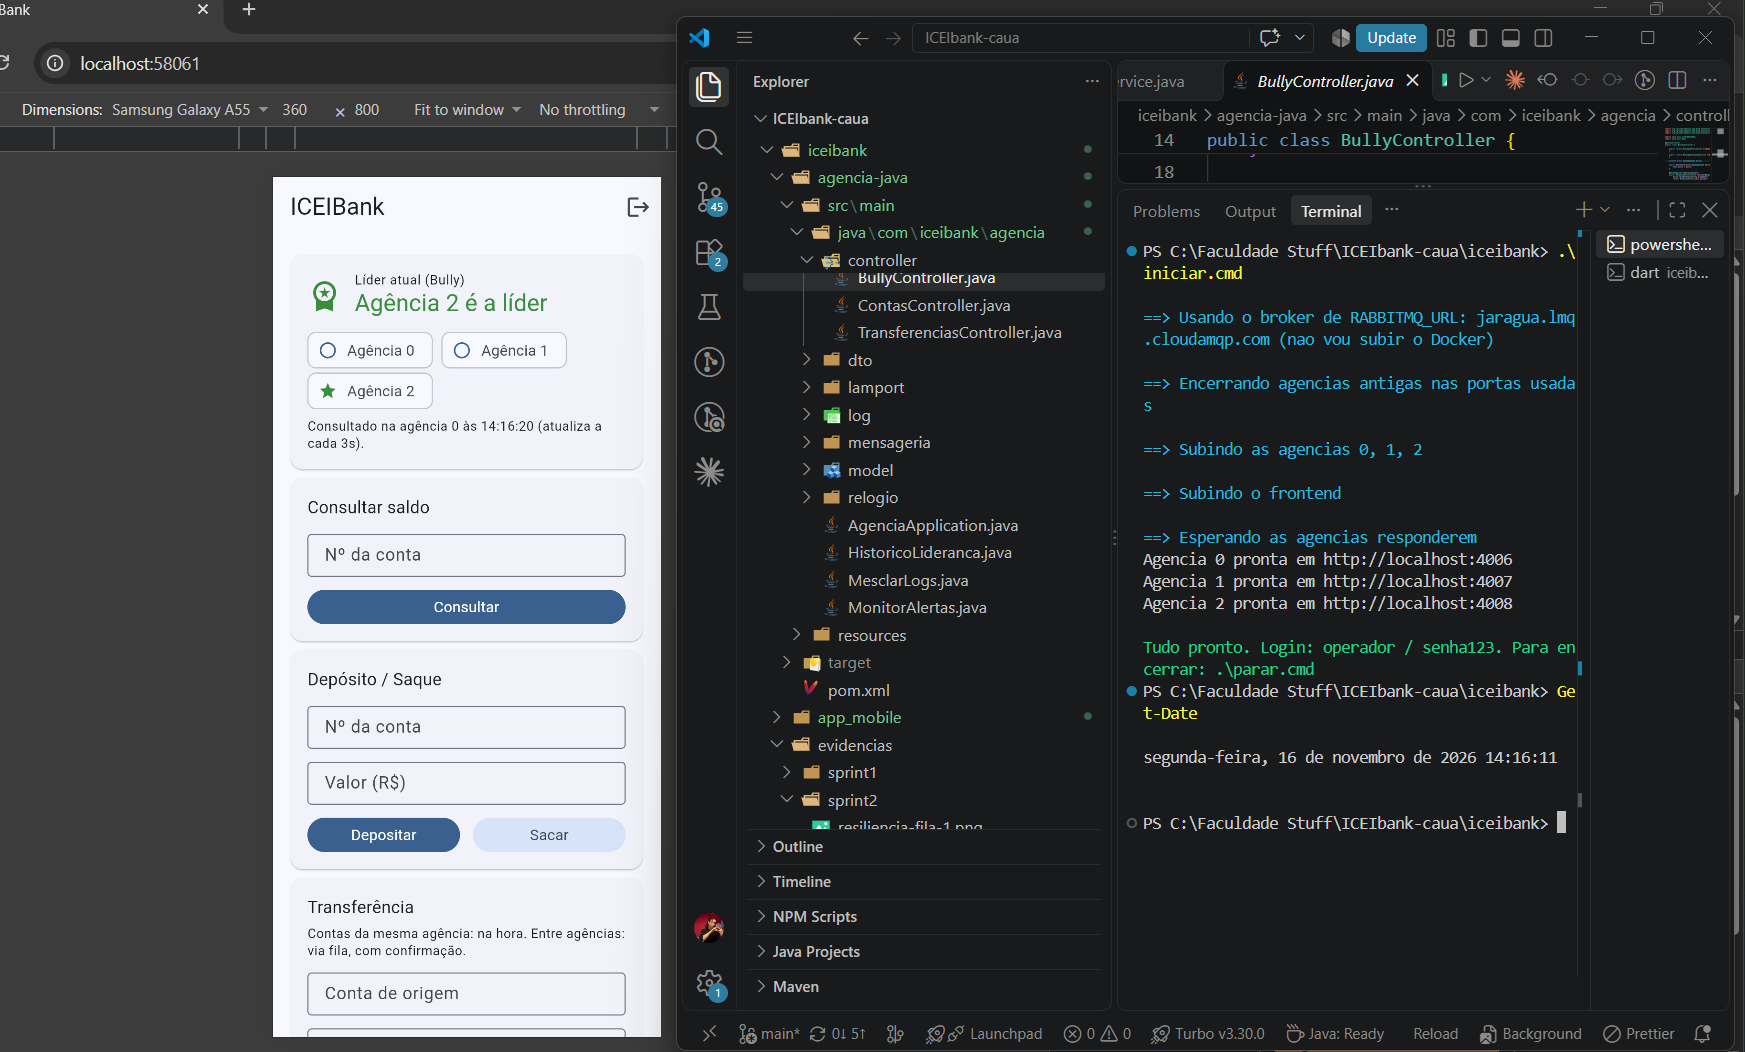 Bank
localhost:58061
Dimensions: Samsung Galaxy A55 360 × 800 Fit to window No throttling
ICEIBank
Líder atual (Bully)
Agência 2 é a líder
Agência 0
Agência 1
Agência 2
Consultado na agência 0 às 14:16:20 (atualiza a
cada 3s).
Consultar saldo
Nº da conta
Consultar
Depósito / Saque
Nº da conta
Valor (R$)
Depositar
Sacar
Transferência
Contas da mesma agência: na hora. Entre agências:
via fila, com confirmação.
Conta de origem
ICEIbank-caua
Update
45
2
1
Explorer
ICEIbank-caua
iceibank
agencia-java
src\main
java\com\iceibank\agencia
controller
BullyController.java
ContasController.java
TransferenciasController.java
dto
lamport
log
mensageria
model
relogio
AgenciaApplication.java
HistoricoLideranca.java
MesclarLogs.java
MonitorAlertas.java
resources
target
pom.xml
app_mobile
evidencias
sprint1
sprint2
resiliencia-fila-1.png
Outline
Timeline
NPM Scripts
Java Projects
Maven
rvice.java
BullyController.java
iceibank > agencia-java > src > main > java > com > iceibank > agencia > controll
14 public class BullyController {
18
Problems
Output
Terminal
powershe...
dart iceib...
PS C:\Faculdade Stuff\ICEIbank-caua\iceibank> .\
iniciar.cmd
==> Usando o broker de RABBITMQ_URL: jaragua.lmq
.cloudamqp.com (nao vou subir o Docker)
==> Encerrando agencias antigas nas portas usada
s
==> Subindo as agencias 0, 1, 2
==> Subindo o frontend
==> Esperando as agencias responderem
Agencia 0 pronta em http://localhost:4006
Agencia 1 pronta em http://localhost:4007
Agencia 2 pronta em http://localhost:4008
Tudo pronto. Login: operador / senha123. Para en
cerrar: .\parar.cmd
PS C:\Faculdade Stuff\ICEIbank-caua\iceibank> Ge
t-Date
segunda-feira, 16 de novembro de 2026 14:16:11
PS C:\Faculdade Stuff\ICEIbank-caua\iceibank>
main* 0↓ 5↑ Launchpad 0 0 Turbo v3.30.0 Java: Ready Reload Background Prettier